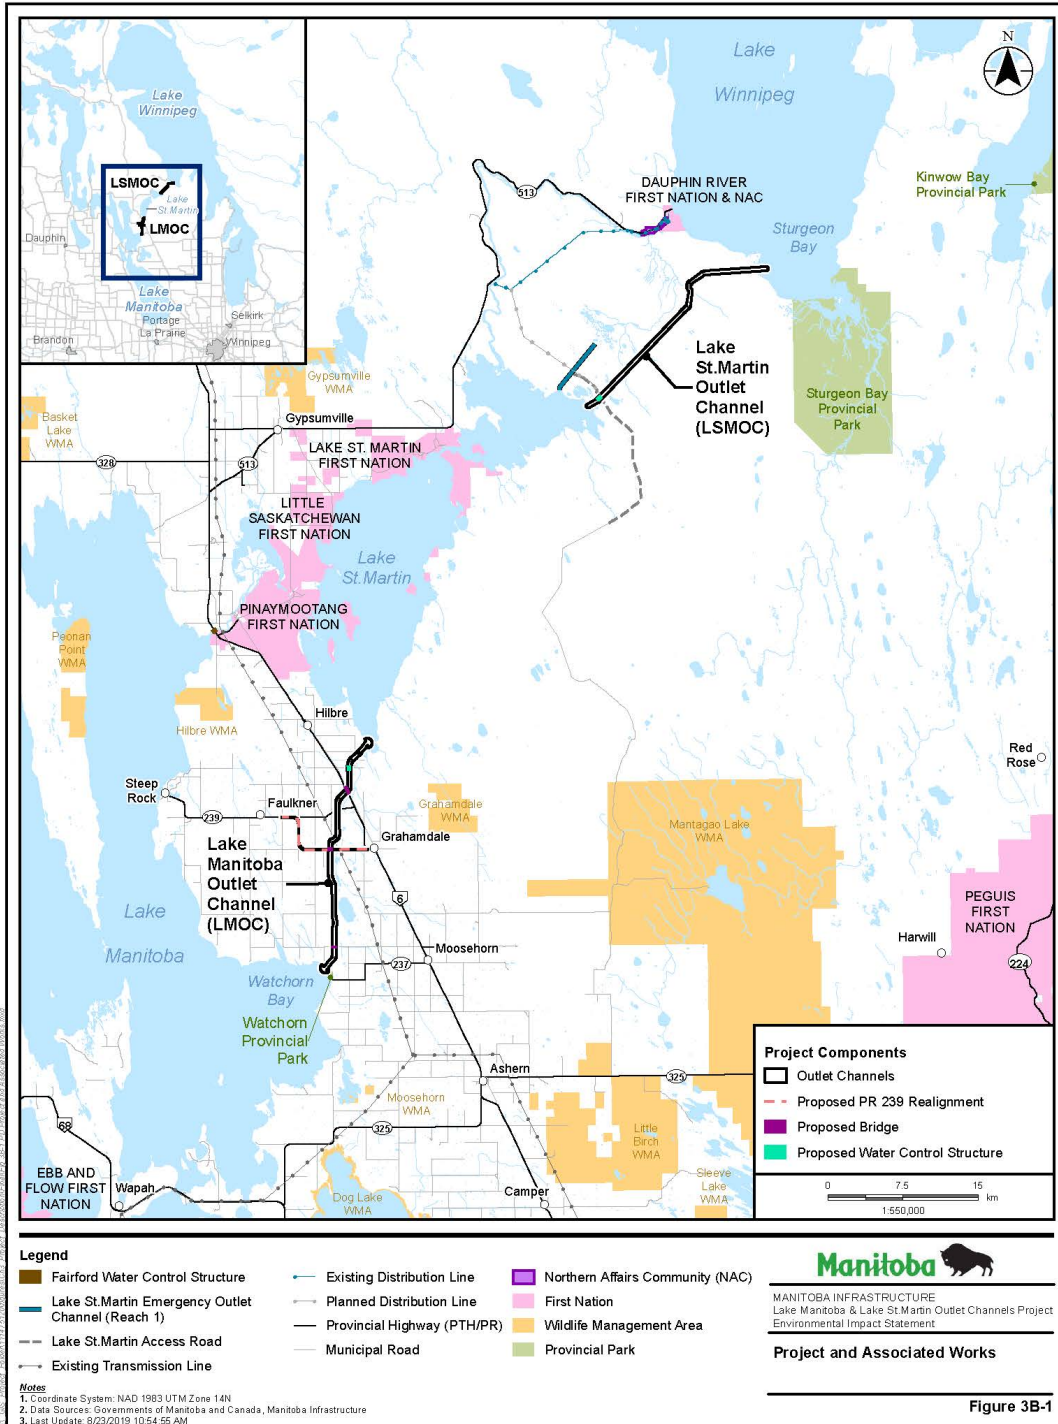 Lake
Winnipeg
N
Kinwow Bay
Provincial Park
513
DAUPHIN RIVER
FIRST NATION & NAC
Sturgeon
Bay
Lake
Winnipeg
LSMOC
Lake
St.Martin
LMOC
Dauphin
Lake
Manitoba
Portage
La Prairie
Selkirk
Brandon
Winnipeg
Lake
St.Martin
Outlet
Channel
(LSMOC)
Sturgeon Bay
Provincial
Park
Gypsumville
WMA
Basket
Lake
WMA
Gypsumville
328
513
LAKE ST. MARTIN
FIRST NATION
LITTLE
SASKATCHEWAN
FIRST NATION
Lake
St.Martin
PINAYMOOTANG
FIRST NATION
Peonan
Point
WMA
Hilbre WMA
Hilbre
Red
Rose
Steep
Rock
Faulkner
239
Grahamdale
WMA
Grahamdale
Mantagao Lake
WMA
Lake
Manitoba
Outlet
Channel
(LMOC)
6
Lake
Manitoba
PEGUIS
FIRST
NATION
Harwill
224
Moosehorn
237
Watchorn
Bay
Watchorn
Provincial
Park
Ashern
325
Moosehorn
WMA
325
68
Little
Birch
WMA
EBB AND
FLOW FIRST
NATION
Wapah
Dog Lake
WMA
Camper
Sleeve
Lake
WMA
Project Components
Outlet Channels
Proposed PR 239 Realignment
Proposed Bridge
Proposed Water Control Structure
0 7.5 15
km
1:550,000
Legend
Fairford Water Control Structure
Lake St.Martin Emergency Outlet
Channel (Reach 1)
Lake St.Martin Access Road
Existing Transmission Line
Existing Distribution Line
Planned Distribution Line
Provincial Highway (PTH/PR)
Municipal Road
Northern Affairs Community (NAC)
First Nation
Wildlife Management Area
Provincial Park
Manitoba
MANITOBA INFRASTRUCTURE
Lake Manitoba & Lake St.Martin Outlet Channels Project
Environmental Impact Statement
Project and Associated Works
Figure 3B-1
Notes
1. Coordinate System: NAD 1983 UTM Zone 14N
2. Data Sources: Governments of Manitoba and Canada, Manitoba Infrastructure
3. Last Update: 8/23/2019 10:54:55 AM